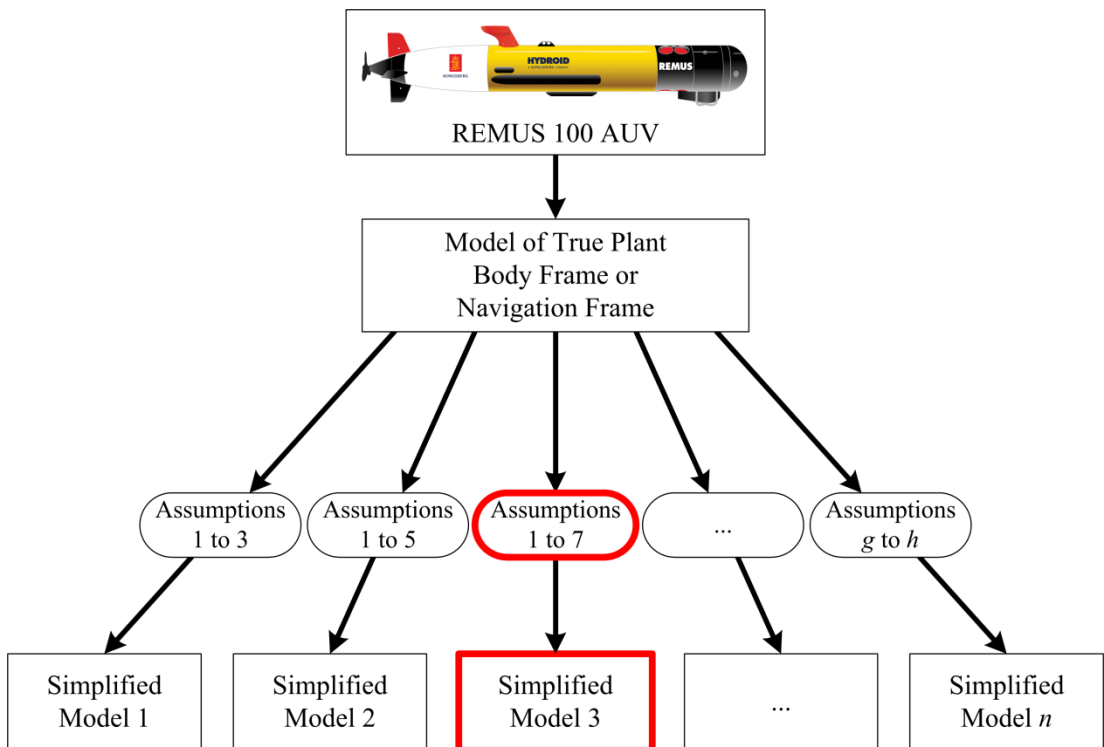 HYDROID
KONGSBERG
REMUS
REMUS 100 AUV
Model of True Plant
Body Frame or
Navigation Frame
Assumptions
1 to 3
Assumptions
1 to 5
Assumptions
1 to 7
...
Assumptions
g to h
Simplified
Model 1
Simplified
Model 2
Simplified
Model 3
...
Simplified
Model n